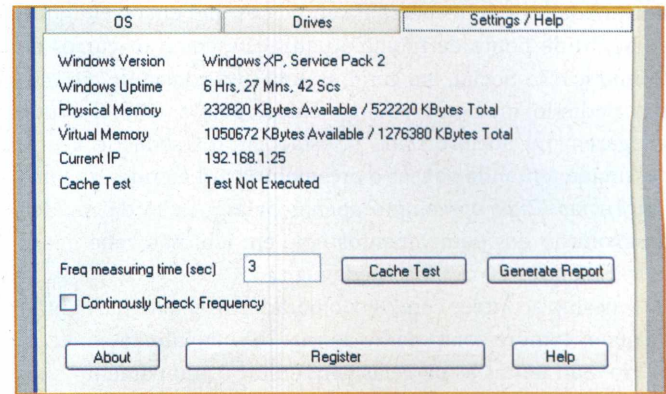 OS Drives Settings / Help
Windows Version Windows XP, Service Pack 2
Windows Uptime 6 Hrs, 27 Mns, 42 Scs
Physical Memory 232820 KBytes Available / 522220 KBytes Total
Virtual Memory 1050672 KBytes Available / 1276380 KBytes Total
Current IP 192.168.1.25
Cache Test Test Not Executed
Freq measuring time (sec) 3 Cache Test Generate Report
Continously Check Frequency
About Register Help